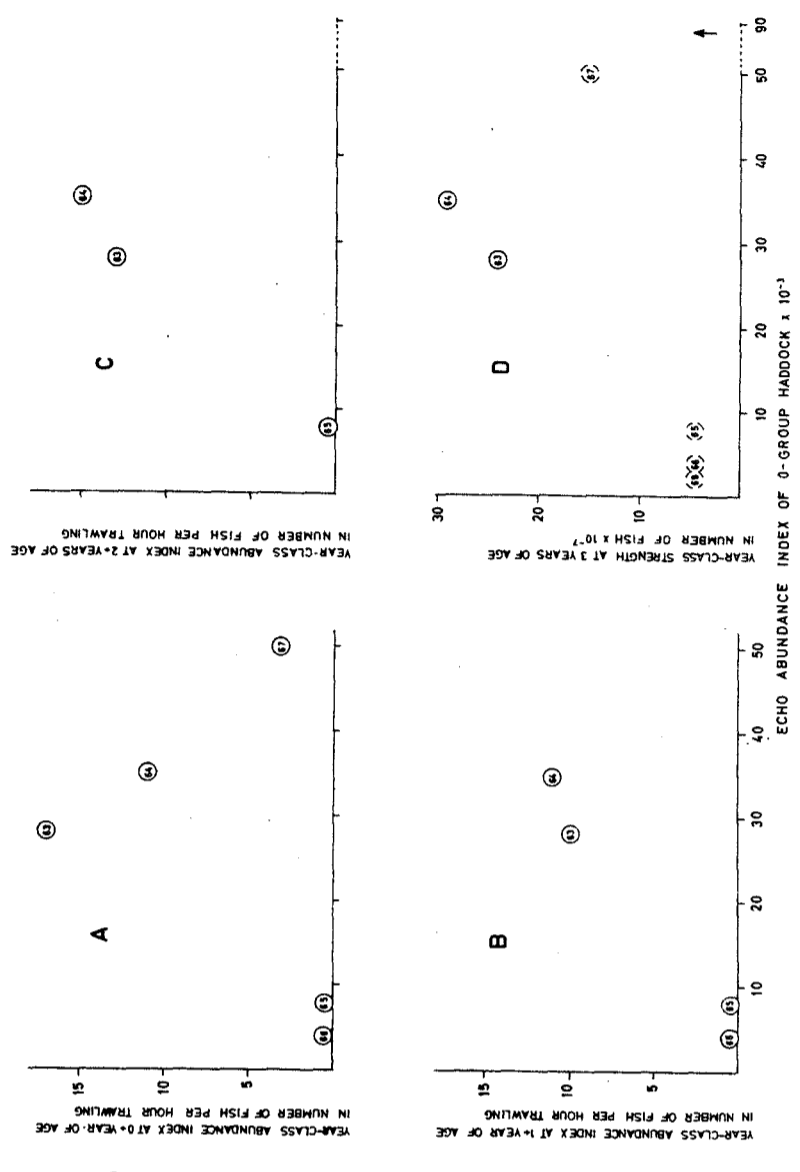 YEAR-CLASS ABUNDANCE INDEX AT 0+ YEAR OF AGE
IN NUMBER OF FISH PER HOUR TRAWLING
15
10
5
A
66
65
63
64
67
YEAR-CLASS ABUNDANCE INDEX AT 1+ YEAR OF AGE
IN NUMBER OF FISH PER HOUR TRAWLING
15
10
5
B
66
65
63
64
10 20 30 40 50
YEAR-CLASS ABUNDANCE INDEX AT 2+ YEARS OF AGE
IN NUMBER OF FISH PER HOUR TRAWLING
C
65
63
64
YEAR-CLASS STRENGTH AT 3 YEARS OF AGE
IN NUMBER OF FISH x 10⁻⁷
30
20
10
D
66
65
63
64
67
10 20 30 40 50 90
ECHO ABUNDANCE INDEX OF 0-GROUP HADDOCK x 10⁻³